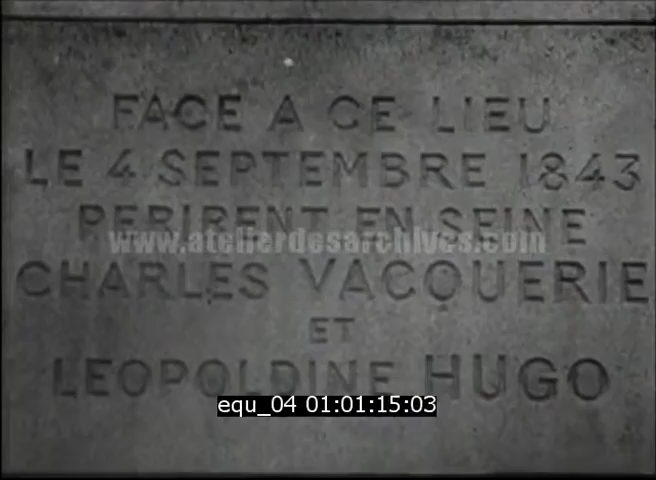 FACE A CE LIEU
LE 4 SEPTEMBRE 1843
PERIRENT EN SEINE
www.atelierdesarchives.com
CHARLES VACQUERIE
ET
LEOPOLDINE HUGO
equ_04 01:01:15:03